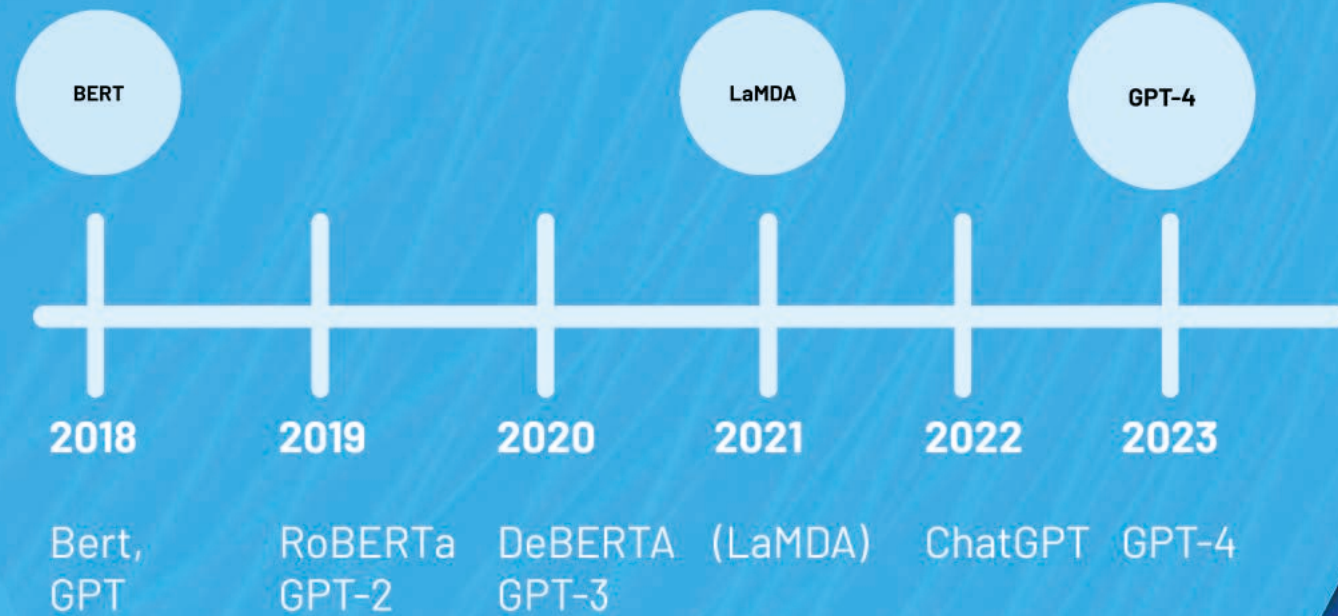 BERT
LaMDA
GPT-4
2018
2019
2020
2021
2022
2023
Bert,
GPT
RoBERTa
GPT-2
DeBERTA
GPT-3
(LaMDA)
ChatGPT
GPT-4